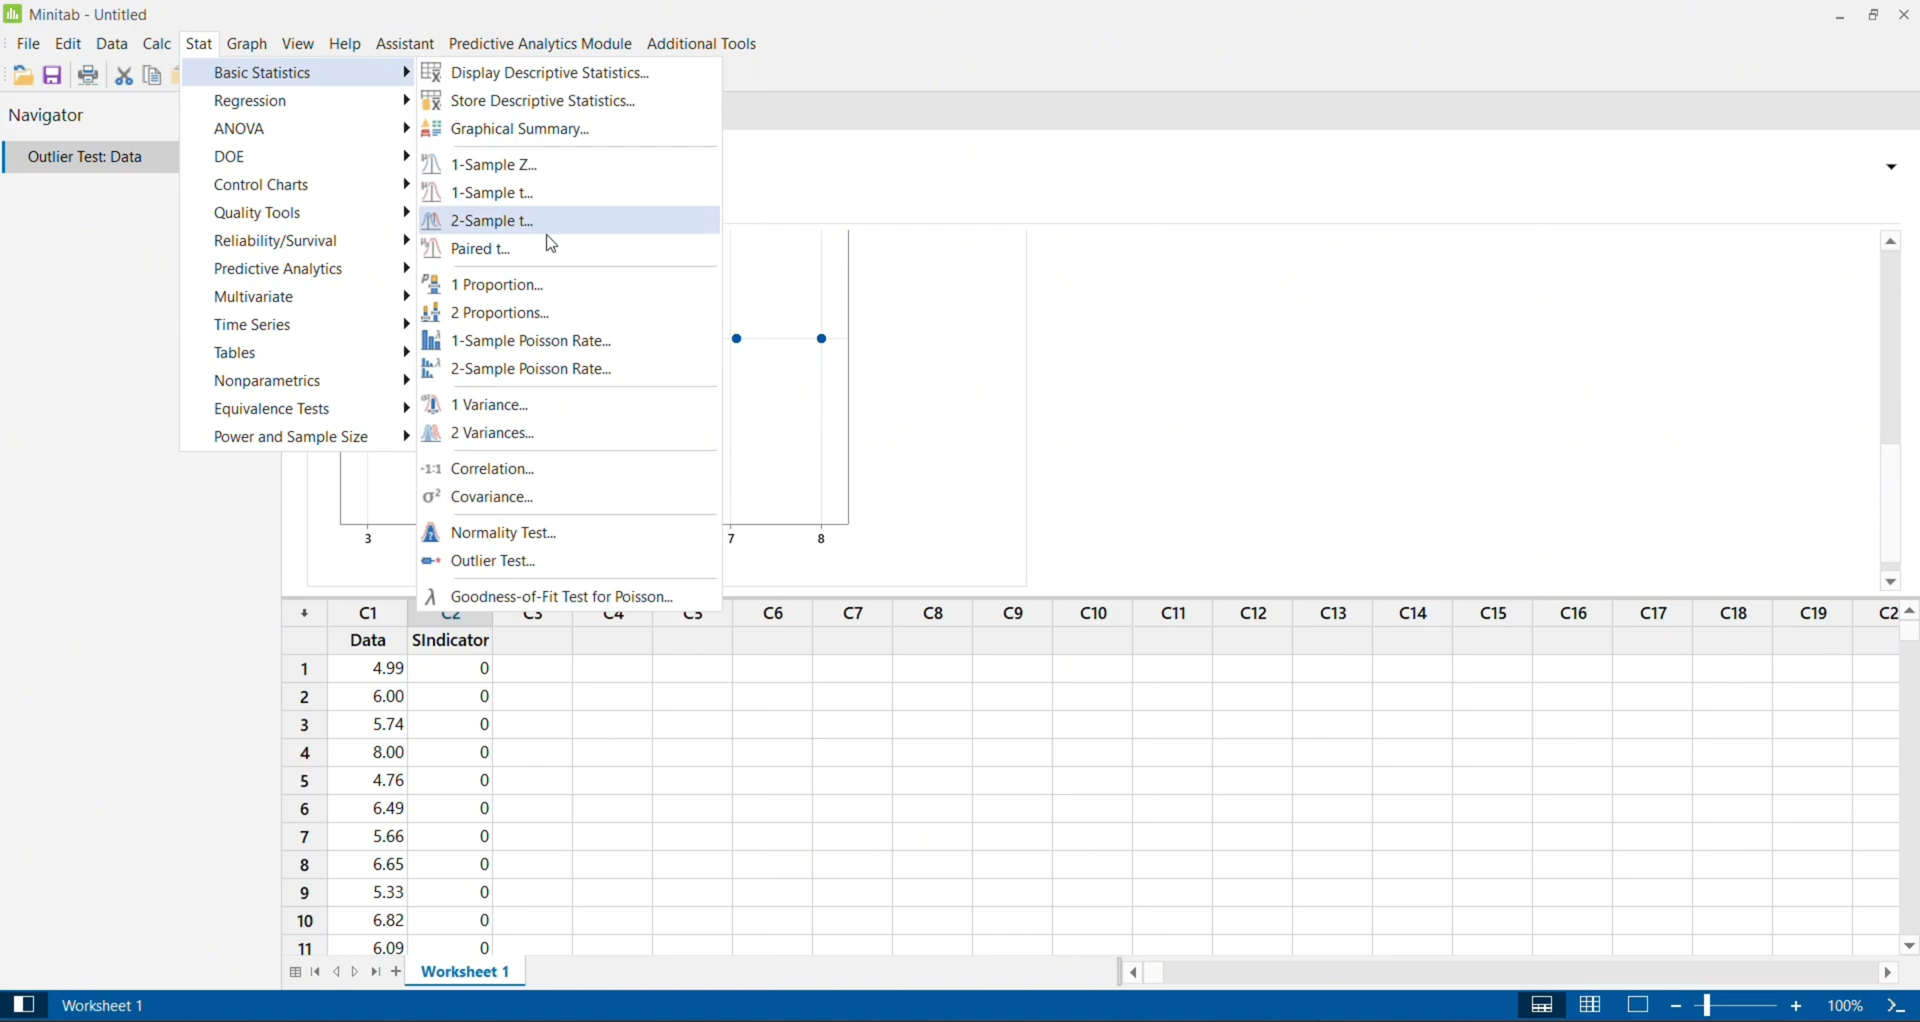 Minitab - Untitled
File Edit Data Calc Stat Graph View Help Assistant Predictive Analytics Module Additional Tools
Navigator
Outlier Test: Data
Basic Statistics
Regression
ANOVA
DOE
Control Charts
Quality Tools
Reliability/Survival
Predictive Analytics
Multivariate
Time Series
Tables
Nonparametrics
Equivalence Tests
Power and Sample Size
Display Descriptive Statistics...
Store Descriptive Statistics...
Graphical Summary...
1-Sample Z...
1-Sample t...
2-Sample t...
Paired t...
1 Proportion...
2 Proportions...
1-Sample Poisson Rate...
2-Sample Poisson Rate...
1 Variance...
2 Variances...
Correlation...
Covariance...
Normality Test...
Outlier Test...
Goodness-of-Fit Test for Poisson...
3 7 8
C1 C2 C3 C4 C5 C6 C7 C8 C9 C10 C11 C12 C13 C14 C15 C16 C17 C18 C19
Data SIndicator
1 4.99 0
2 6.00 0
3 5.74 0
4 8.00 0
5 4.76 0
6 6.49 0
7 5.66 0
8 6.65 0
9 5.33 0
10 6.82 0
11 6.09 0
Worksheet 1
Worksheet 1 100%